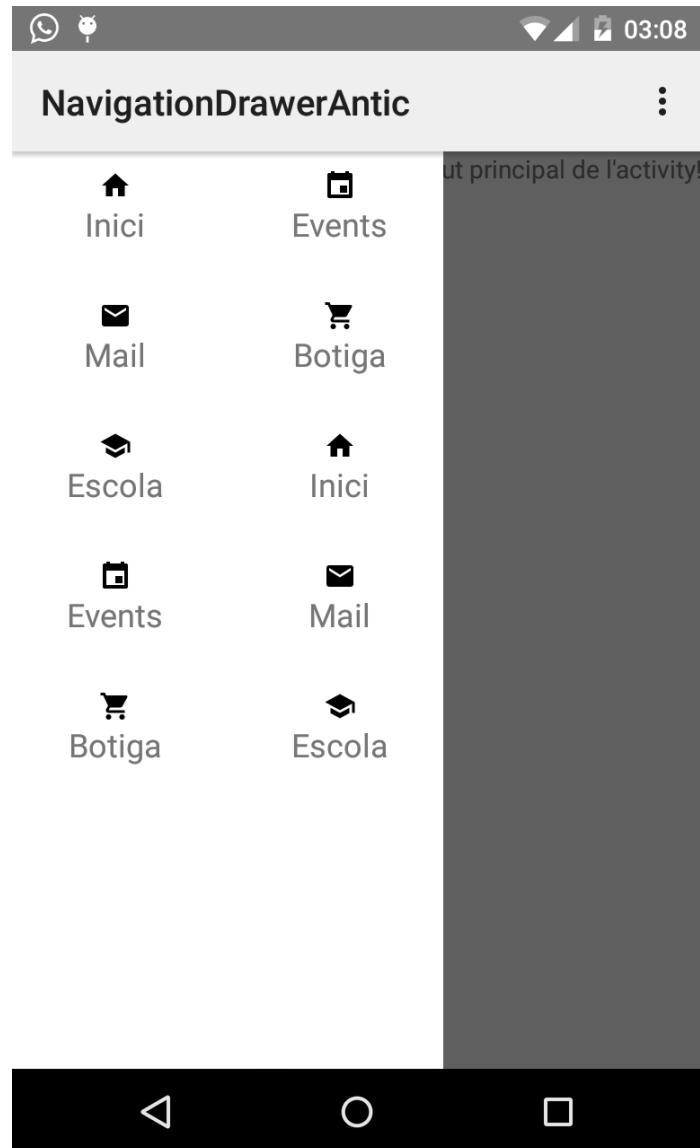 03:08
NavigationDrawerAntic
ut principal de l'activity!
Inici Events
Mail Botiga
Escola Inici
Events Mail
Botiga Escola